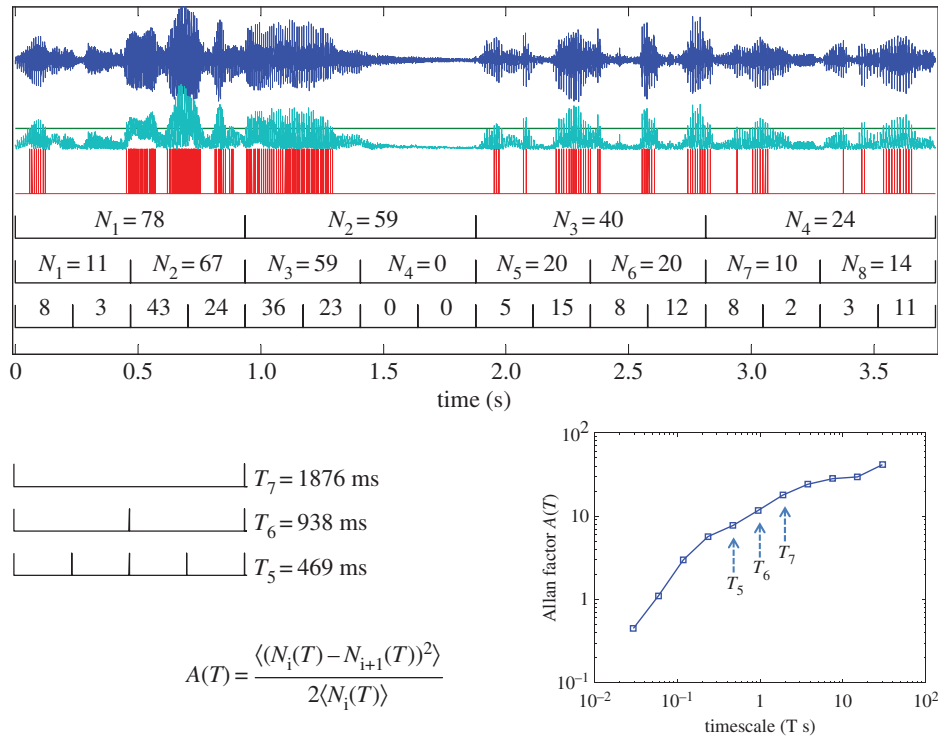 N₁ = 78 N₂ = 59 N₃ = 40 N₄ = 24
N₁ = 11 N₂ = 67 N₃ = 59 N₄ = 0 N₅ = 20 N₆ = 20 N₇ = 10 N₈ = 14
8 3 43 24 36 23 0 0 5 15 8 12 8 2 3 11
0 0.5 1.0 1.5 2.0 2.5 3.0 3.5
time (s)
T₇ = 1876 ms
T₆ = 938 ms
T₅ = 469 ms
A(T) = ⟨(Nᵢ(T) – Nᵢ₊₁(T))²⟩ / 2⟨Nᵢ(T)⟩
Allan factor A(T)
10²
10
1
10⁻¹
T₅ T₆ T₇
10⁻² 10⁻¹ 1 10 10²
timescale (T s)